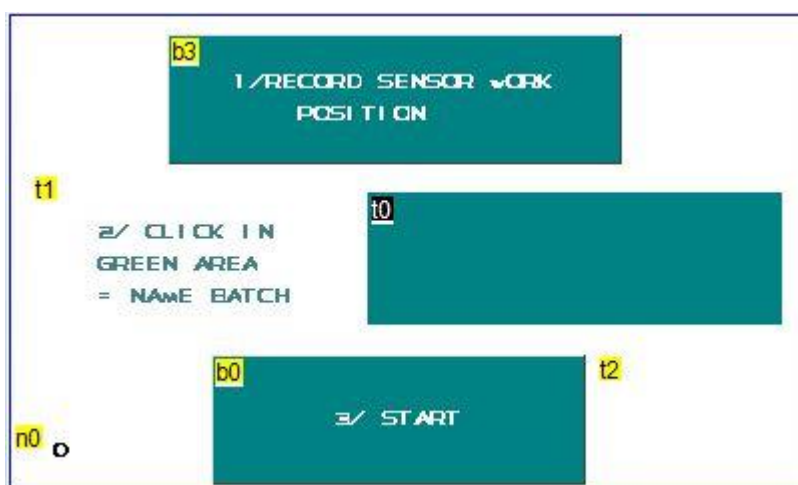 b3
1/RECORD SENSOR wORK
POSITION
t1
t0
2/ CLICK IN
GREEN AREA
= NAmE BATCH
b0
t2
3/ START
n0
0